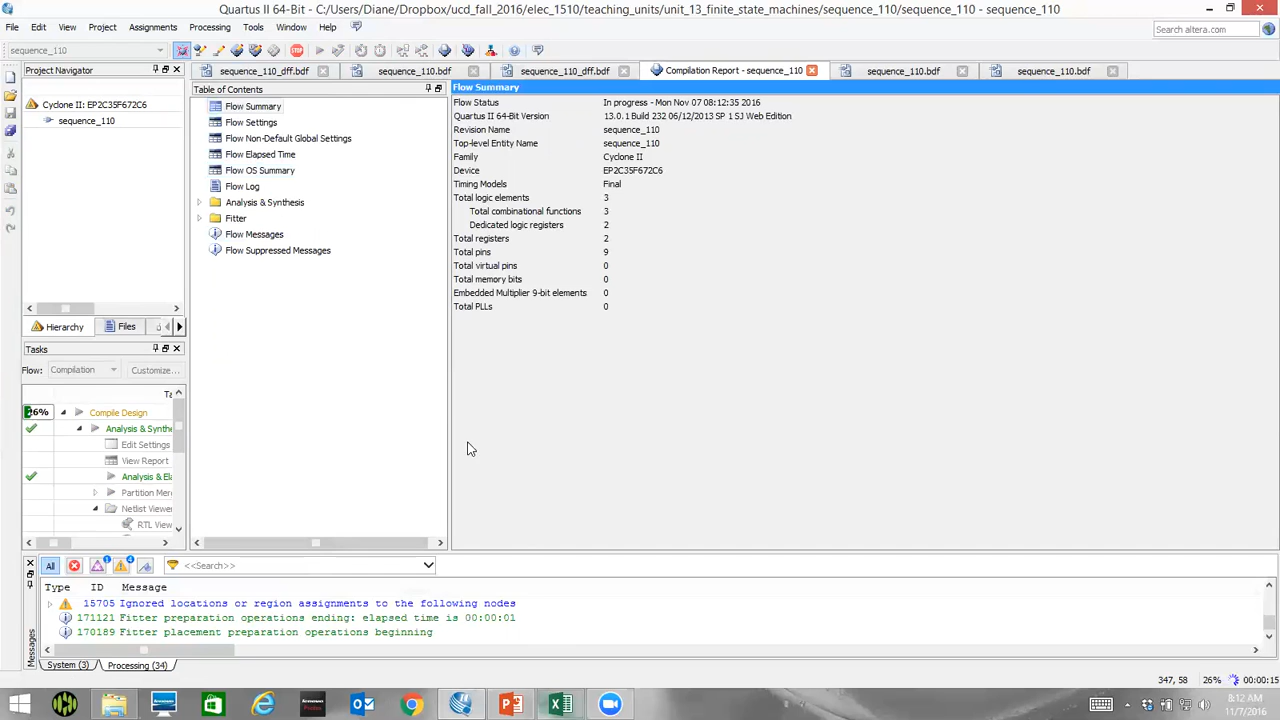 Quartus II 64-Bit - C:/Users/Diane/Dropbox/ucd_fall_2016/elec_1510/teaching_units/unit_13_finite_state_machines/sequence_110/sequence_110 - sequence_110
File Edit View Project Assignments Processing Tools Window Help
Search altera.com
sequence_110
Project Navigator
sequence_110_dff.bdf sequence_110.bdf sequence_110_dff.bdf Compilation Report - sequence_110 sequence_110.bdf sequence_110.bdf
Cyclone II: EP2C35F672C6
sequence_110
Hierarchy Files
Tasks
Flow: Compilation Customize...
Compile Design
Analysis & Synthe
Edit Settings
View Report
Analysis & Ela
Partition Mer
Netlist Viewer
RTL View
Table of Contents
Flow Summary
Flow Settings
Flow Non-Default Global Settings
Flow Elapsed Time
Flow OS Summary
Flow Log
Analysis & Synthesis
Fitter
Flow Messages
Flow Suppressed Messages
Flow Summary
Flow Status In progress - Mon Nov 07 08:12:35 2016
Quartus II 64-Bit Version 13.0.1 Build 232 06/12/2013 SP 1 SJ Web Edition
Revision Name sequence_110
Top-level Entity Name sequence_110
Family Cyclone II
Device EP2C35F672C6
Timing Models Final
Total logic elements 3
Total combinational functions 3
Dedicated logic registers 2
Total registers 2
Total pins 9
Total virtual pins 0
Total memory bits 0
Embedded Multiplier 9-bit elements 0
Total PLLs 0
All <<Search>>
Type ID Message
15705 Ignored locations or region assignments to the following nodes
171121 Fitter preparation operations ending: elapsed time is 00:00:01
170189 Fitter placement preparation operations beginning
Messages
System (3) Processing (34)
347, 58 26% 00:00:15
8:12 AM
11/7/2016